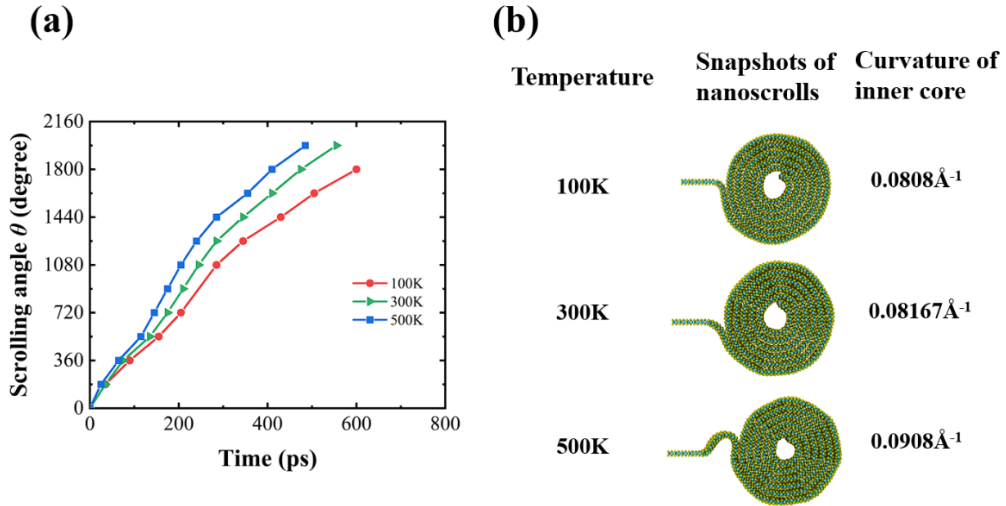 (a)
2160
1800
1440
1080
720
360
0
0 200 400 600 800
Scrolling angle θ (degree)
Time (ps)
100K
300K
500K
(b)
Temperature
Snapshots of
nanoscrolls
Curvature of
inner core
100K
0.0808Å⁻¹
300K
0.08167Å⁻¹
500K
0.0908Å⁻¹